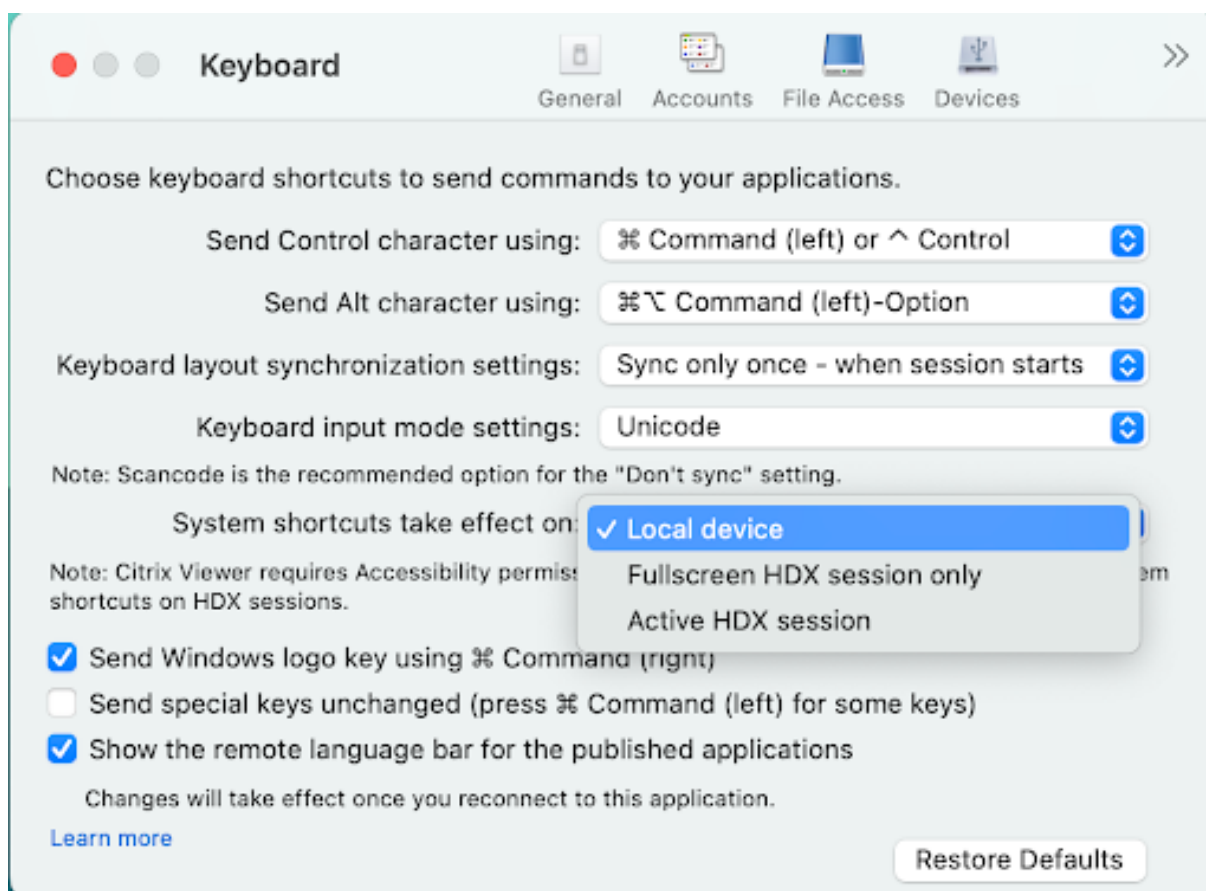 Keyboard
General Accounts File Access Devices
Choose keyboard shortcuts to send commands to your applications.
Send Control character using: ⌘ Command (left) or ^ Control
Send Alt character using: ⌘⌥ Command (left)-Option
Keyboard layout synchronization settings: Sync only once - when session starts
Keyboard input mode settings: Unicode
Note: Scancode is the recommended option for the "Don't sync" setting.
System shortcuts take effect on: ✓ Local device
Fullscreen HDX session only
Active HDX session
Note: Citrix Viewer requires Accessibility
shortcuts on HDX sessions.
Send Windows logo key using ⌘ Command (right)
Send special keys unchanged (press ⌘ Command (left) for some keys)
Show the remote language bar for the published applications
Changes will take effect once you reconnect to this application.
Learn more
Restore Defaults